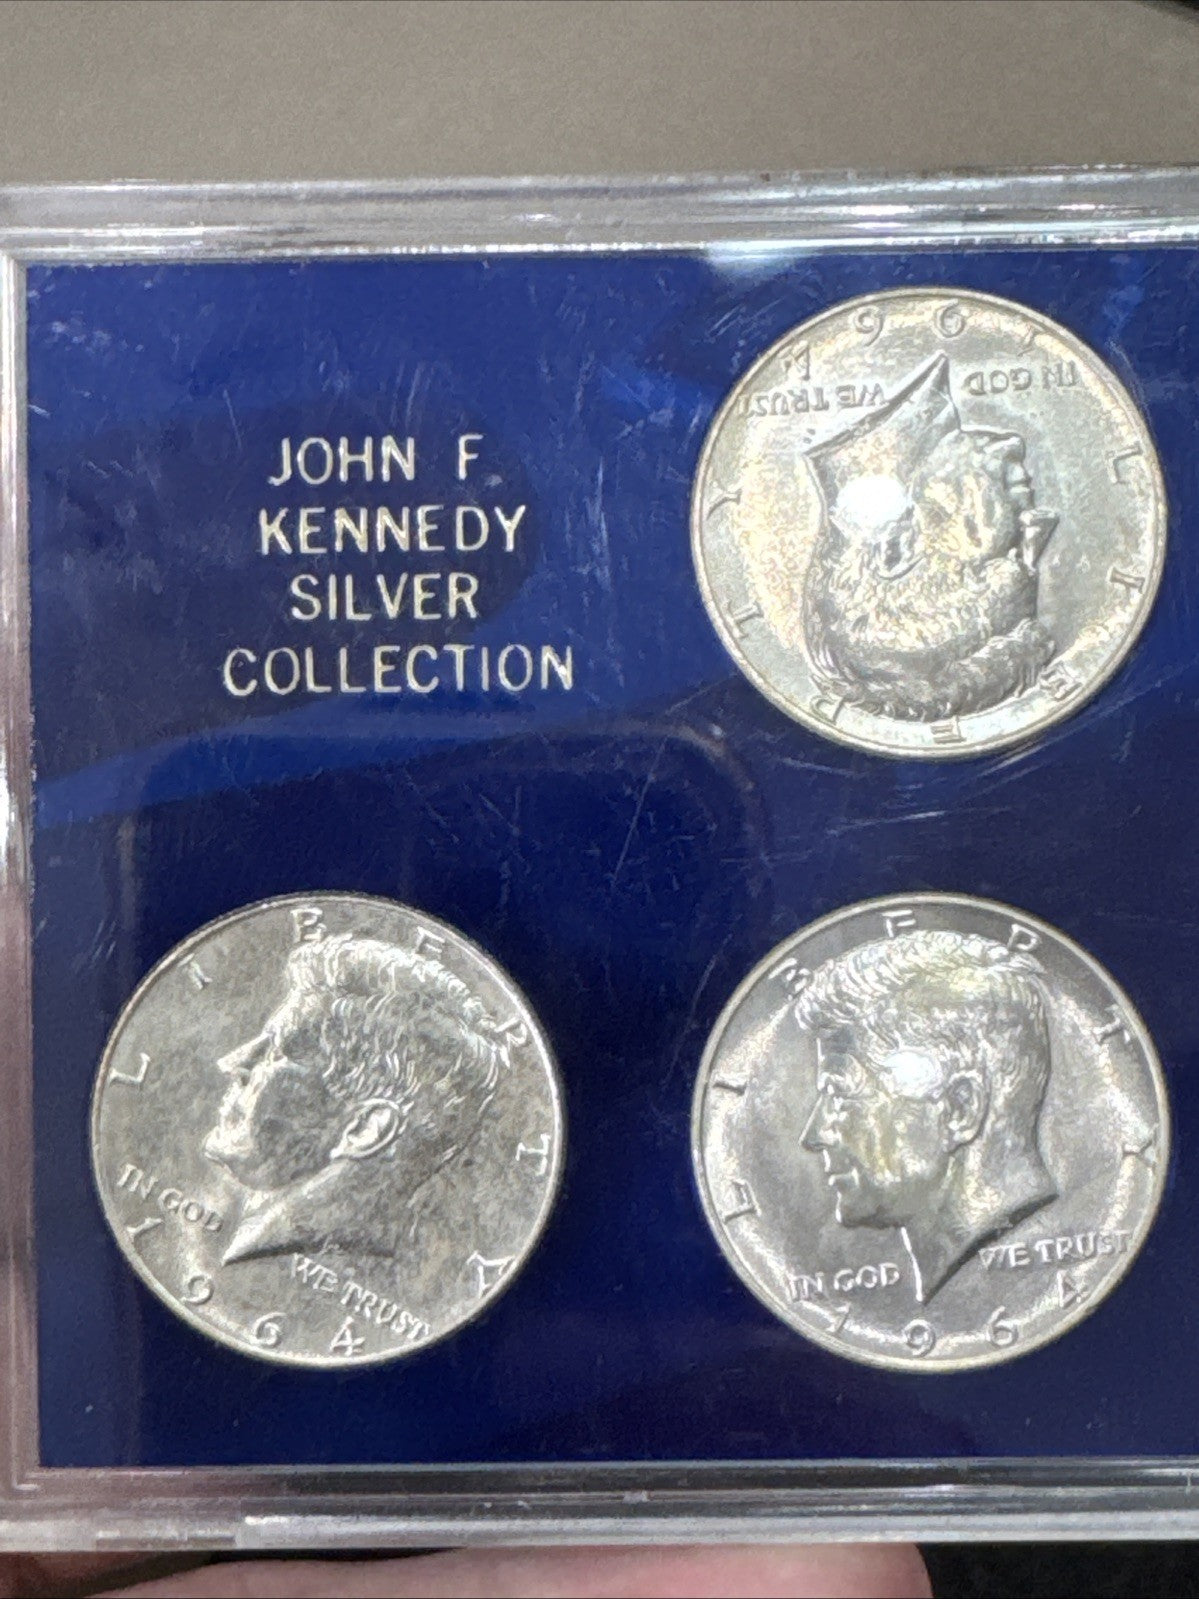 JOHN F.
KENNEDY
SILVER
COLLECTION
LIBERTY
IN GOD WE TRUST
1964
LIBERTY
IN GOD WE TRUST
1964
LIBERTY
IN GOD WE TRUST
1964